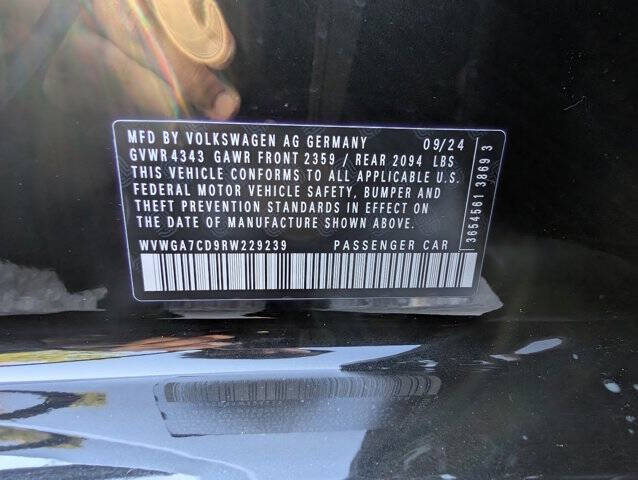 MFD BY VOLKSWAGEN AG GERMANY 09/24
GVWR 4343 GAWR FRONT 2359 / REAR 2094 LBS
THIS VEHICLE CONFORMS TO ALL APPLICABLE U.S.
FEDERAL MOTOR VEHICLE SAFETY, BUMPER AND
THEFT PREVENTION STANDARDS IN EFFECT ON
THE DATE OF MANUFACTURE SHOWN ABOVE.
WVWGA7CD9RW229239 PASSENGER CAR
3654561 3869 3